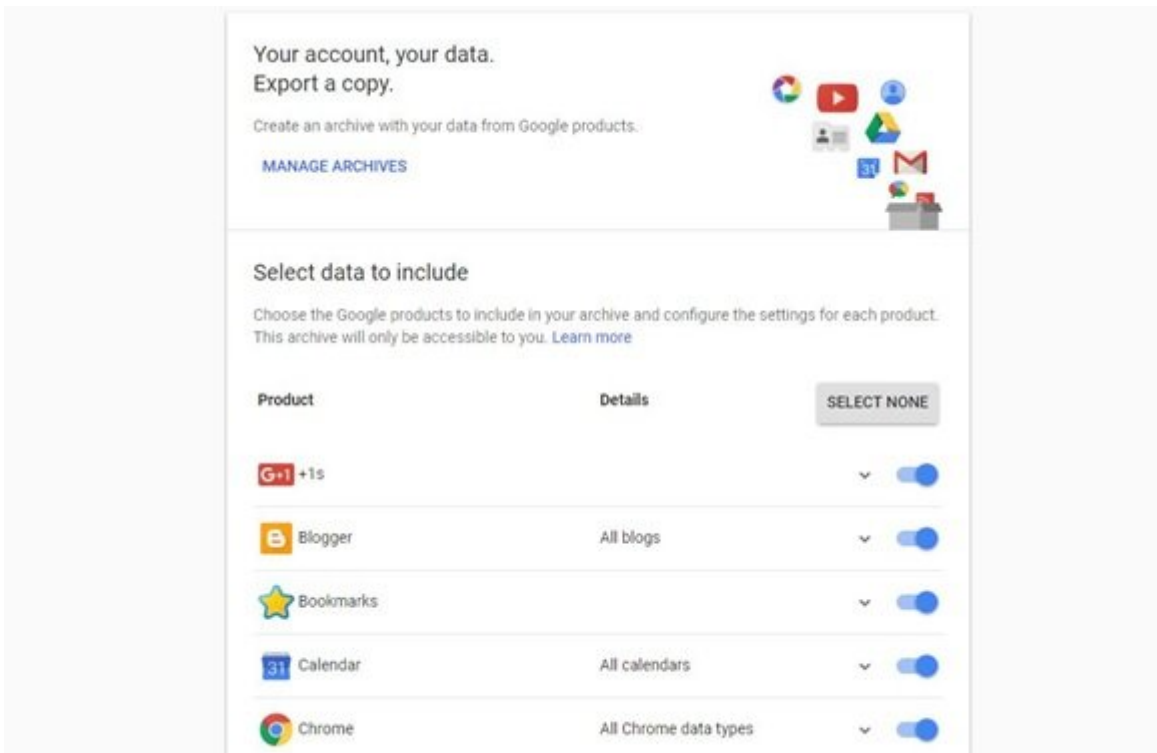 Your account, your data.
Export a copy.
Create an archive with your data from Google products.
MANAGE ARCHIVES
31
Select data to include
Choose the Google products to include in your archive and configure the settings for each product.
This archive will only be accessible to you. Learn more
Product Details SELECT NONE
G+1 +1s
Blogger All blogs
Bookmarks
31 Calendar All calendars
Chrome All Chrome data types